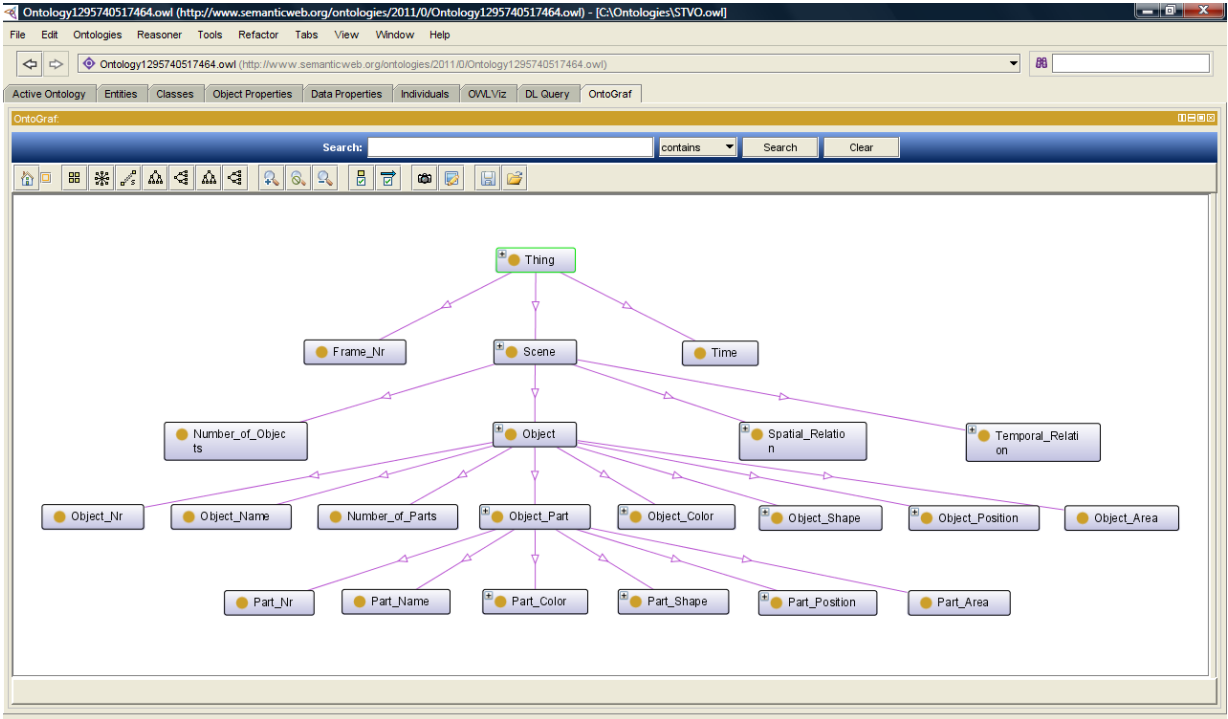 Ontology1295740517464.owl (http://www.semanticweb.org/ontologies/2011/0/Ontology1295740517464.owl) - [C:\Ontologies\STVO.owl]
File Edit Ontologies Reasoner Tools Refactor Tabs View Window Help
Ontology1295740517464.owl (http://www.semanticweb.org/ontologies/2011/0/Ontology1295740517464.owl)
Active Ontology Entities Classes Object Properties Data Properties Individuals OWLViz DL Query OntoGraf
OntoGraf:
Search: contains Search Clear
Thing
Frame_Nr Scene Time
Number_of_Objec
ts
Object
Spatial_Relatio
n
Temporal_Relati
on
Object_Nr Object_Name Number_of_Parts Object_Part Object_Color Object_Shape Object_Position Object_Area
Part_Nr Part_Name Part_Color Part_Shape Part_Position Part_Area